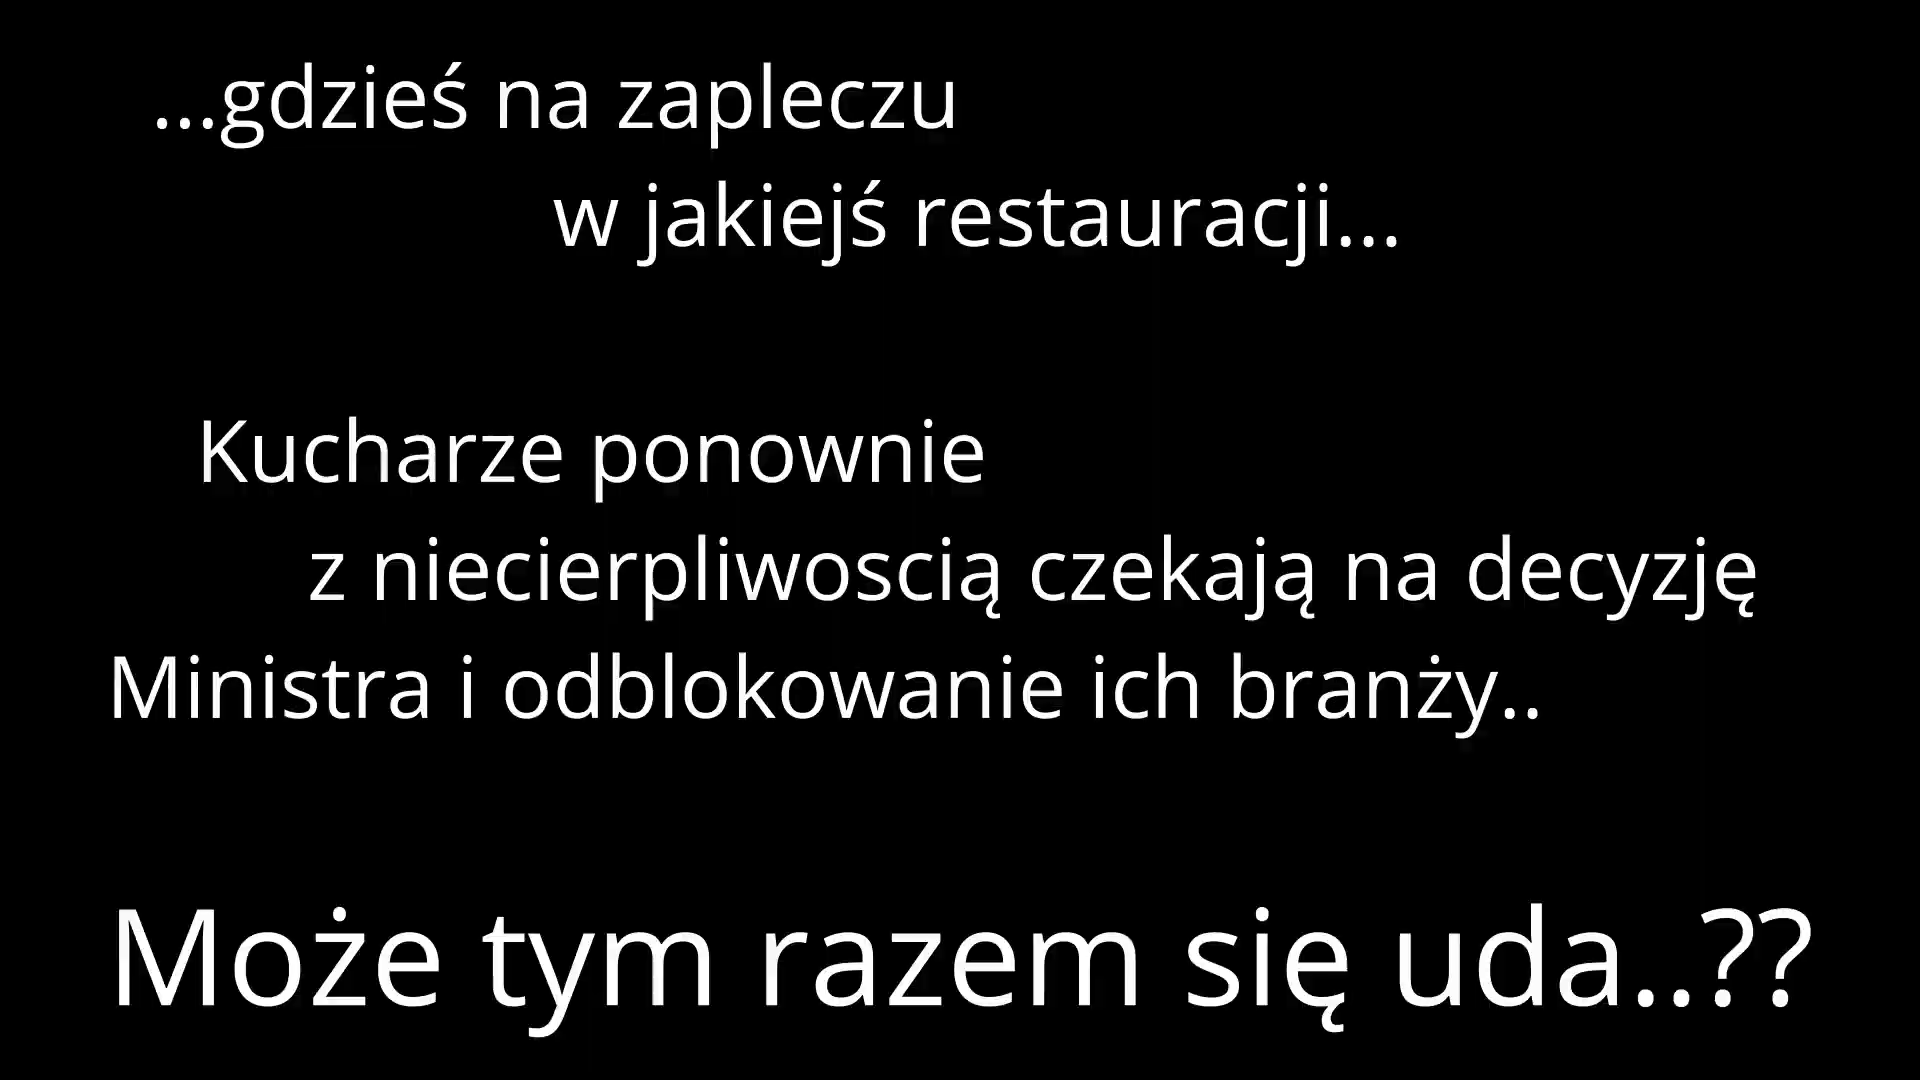 ...gdzieś na zapleczu
w jakiejś restauracji...
Kucharze ponownie
z niecierpliwoscią czekają na decyzję
Ministra i odblokowanie ich branży..
Może tym razem się uda..??